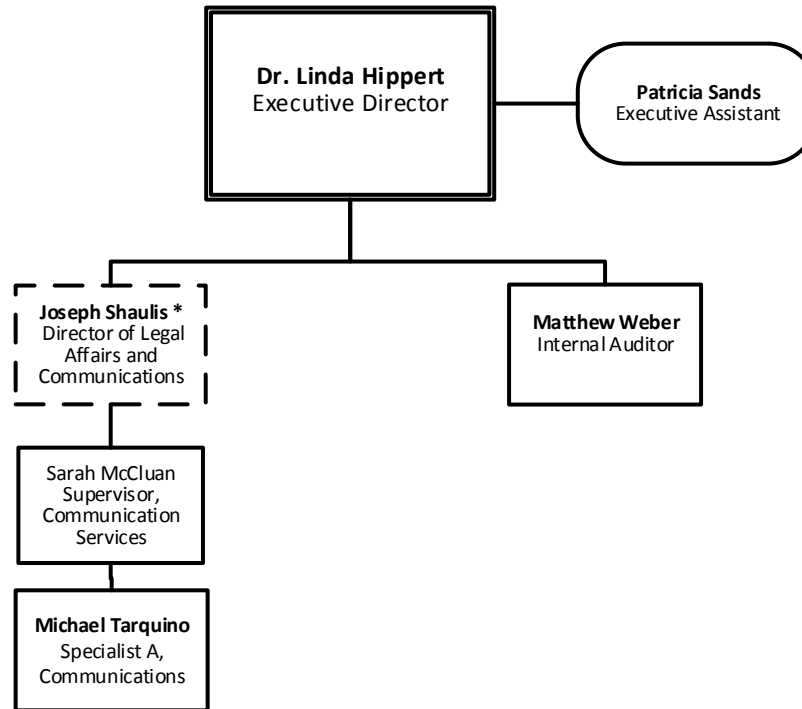 Dr. Linda Hippert
Executive Director
Patricia Sands
Executive Assistant
Joseph Shaulis *
Director of Legal
Affairs and
Communications
Matthew Weber
Internal Auditor
Sarah McCluan
Supervisor,
Communication
Services
Michael Tarquino
Specialist A,
Communications